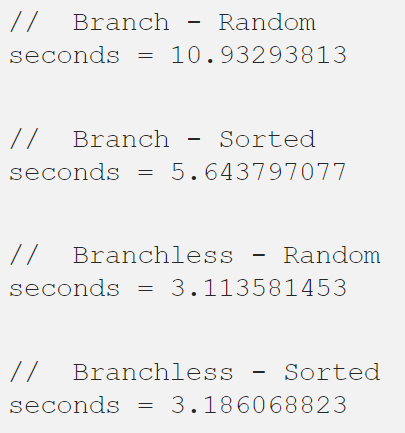 //  Branch - Random
seconds = 10.93293813
//  Branch - Sorted
seconds = 5.643797077
//  Branchless - Random
seconds = 3.113581453
//  Branchless - Sorted
seconds = 3.186068823